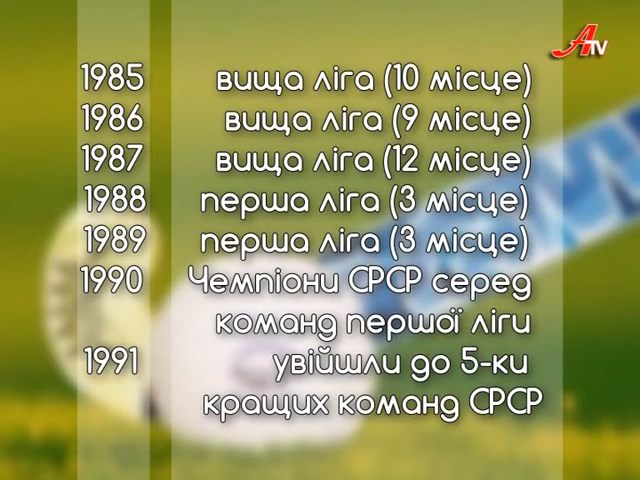 ATV
1985 вища ліга (10 місце)
1986 вища ліга (9 місце)
1987 вища ліга (12 місце)
1988 перша ліга (3 місце)
1989 перша ліга (3 місце)
1990 Чемпіони СРСР серед
команд першої ліги
1991 увійшли до 5-ки
кращих команд СРСР